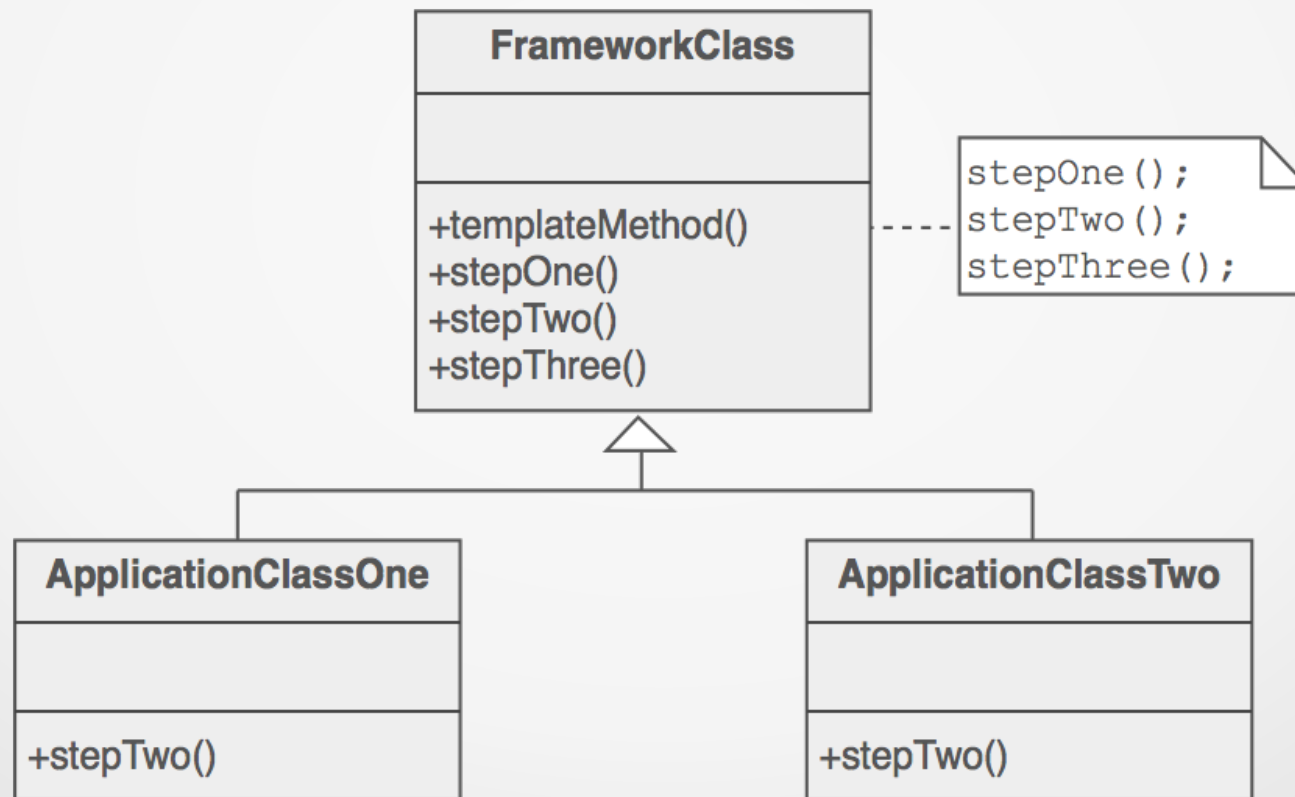 FrameworkClass
+templateMethod()
+stepOne()
+stepTwo()
+stepThree()
stepOne();
stepTwo();
stepThree();
ApplicationClassOne
+stepTwo()
ApplicationClassTwo
+stepTwo()